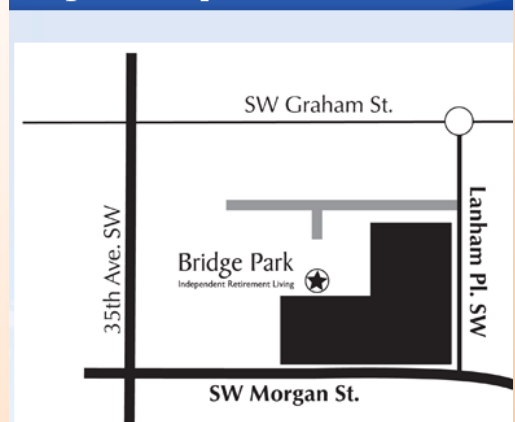 SW Graham St.
35th Ave. SW
Lanham Pl. SW
Bridge Park
Independent Retirement Living
SW Morgan St.